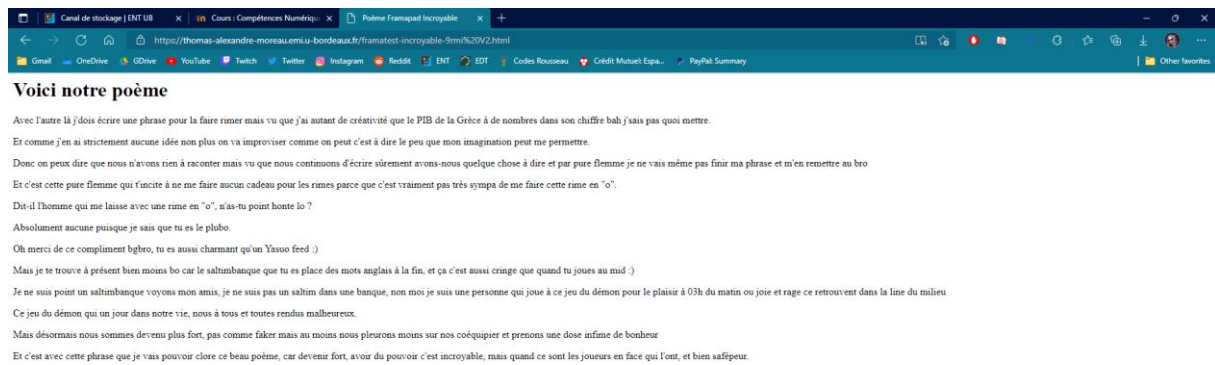 Canal de stockage | ENT UB
Cours : Compétences Numériqu
Poème Framapad Incroyable
https://thomas-alexandre-moreau.emi.u-bordeaux.fr/framatest-incroyable-9rmi%20V2.html
Gmail OneDrive GDrive YouTube Twitch Twitter Instagram Reddit ENT EDT Codes Rousseau Crédit Mutuel: Espa... PayPal: Summary Other favorites
Voici notre poème
Avec l'autre là j'dois écrire une phrase pour la faire rimer mais vu que j'ai autant de créativité que le PIB de la Grèce à de nombres dans son chiffre bah j'sais pas quoi mettre.
Et comme j'en ai strictement aucune idée non plus on va improviser comme on peut c'est à dire le peu que mon imagination peut me permettre.
Donc on peux dire que nous n'avons rien à raconter mais vu que nous continuons d'écrire sûrement avons-nous quelque chose à dire et par pure flemme je ne vais même pas finir ma phrase et m'en remettre au bro
Et c'est cette pure flemme qui t'incite à ne me faire aucun cadeau pour les rimes parce que c'est vraiment pas très sympa de me faire cette rime en "o".
Dit-il l'homme qui me laisse avec une rime en "o", n'as-tu point honte lo ?
Absolument aucune puisque je sais que tu es le plubo.
Oh merci de ce compliment bgbro, tu es aussi charmant qu'un Yasuo feed :)
Mais je te trouve à présent bien moins bo car le saltimbanque que tu es place des mots anglais à la fin, et ça c'est aussi cringe que quand tu joues au mid :)
Je ne suis point un saltimbanque voyons mon amis, je ne suis pas un saltim dans une banque, non moi je suis une personne qui joue à ce jeu du démon pour le plaisir à 03h du matin ou joie et rage ce retrouvent dans la line du milieu
Ce jeu du démon qui un jour dans notre vie, nous à tous et toutes rendus malheureux.
Mais désormais nous sommes devenu plus fort, pas comme faker mais au moins nous pleurons moins sur nos coéquipier et prenons une dose infime de bonheur
Et c'est avec cette phrase que je vais pouvoir clore ce beau poème, car devenir fort, avoir du pouvoir c'est incroyable, mais quand ce sont les joueurs en face qui l'ont, et bien safêpeur.